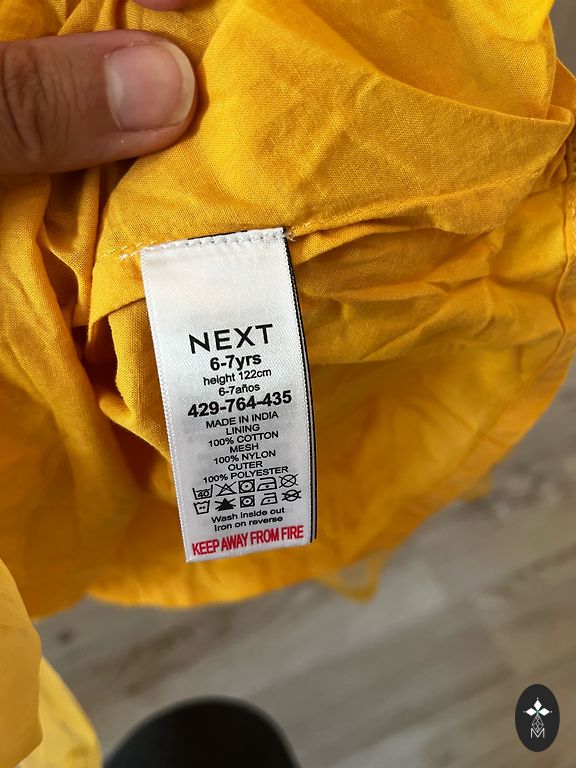 NEXT
6-7yrs
height 122cm
6-7años
429-764-435
MADE IN INDIA
LINING
100% COTTON
MESH
100% NYLON
OUTER
100% POLYESTER
40
Wash inside out
Iron on reverse
KEEP AWAY FROM FIRE
M